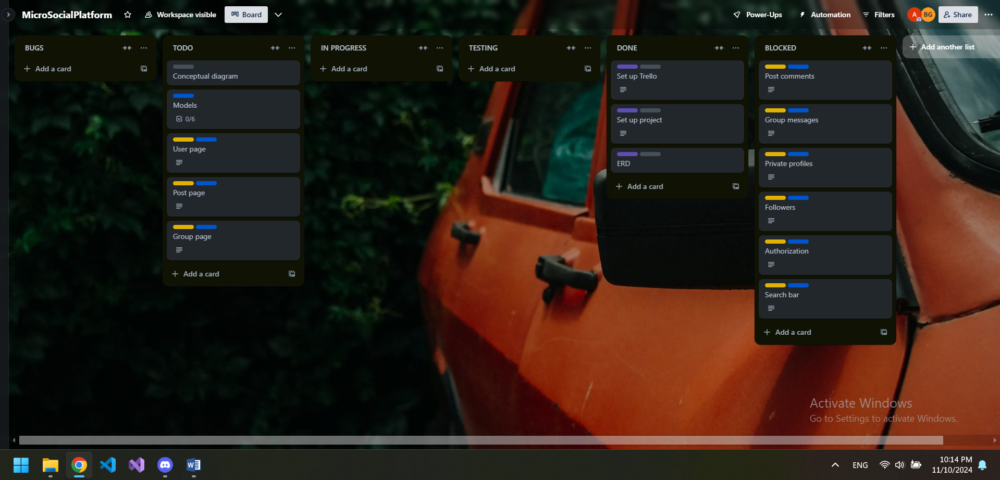 MicroSocialPlatform
Workspace visible
Board
Power-Ups
Automation
Filters
A
BG
Share
BUGS
Add a card
TODO
Conceptual diagram
Models
0/6
User page
Post page
Group page
Add a card
IN PROGRESS
Add a card
TESTING
Add a card
DONE
Set up Trello
Set up project
ERD
Add a card
BLOCKED
Post comments
Group messages
Private profiles
Followers
Authorization
Search bar
Add a card
Add another list
Activate Windows
Go to Settings to activate Windows.
W
ENG
10:14 PM
11/10/2024